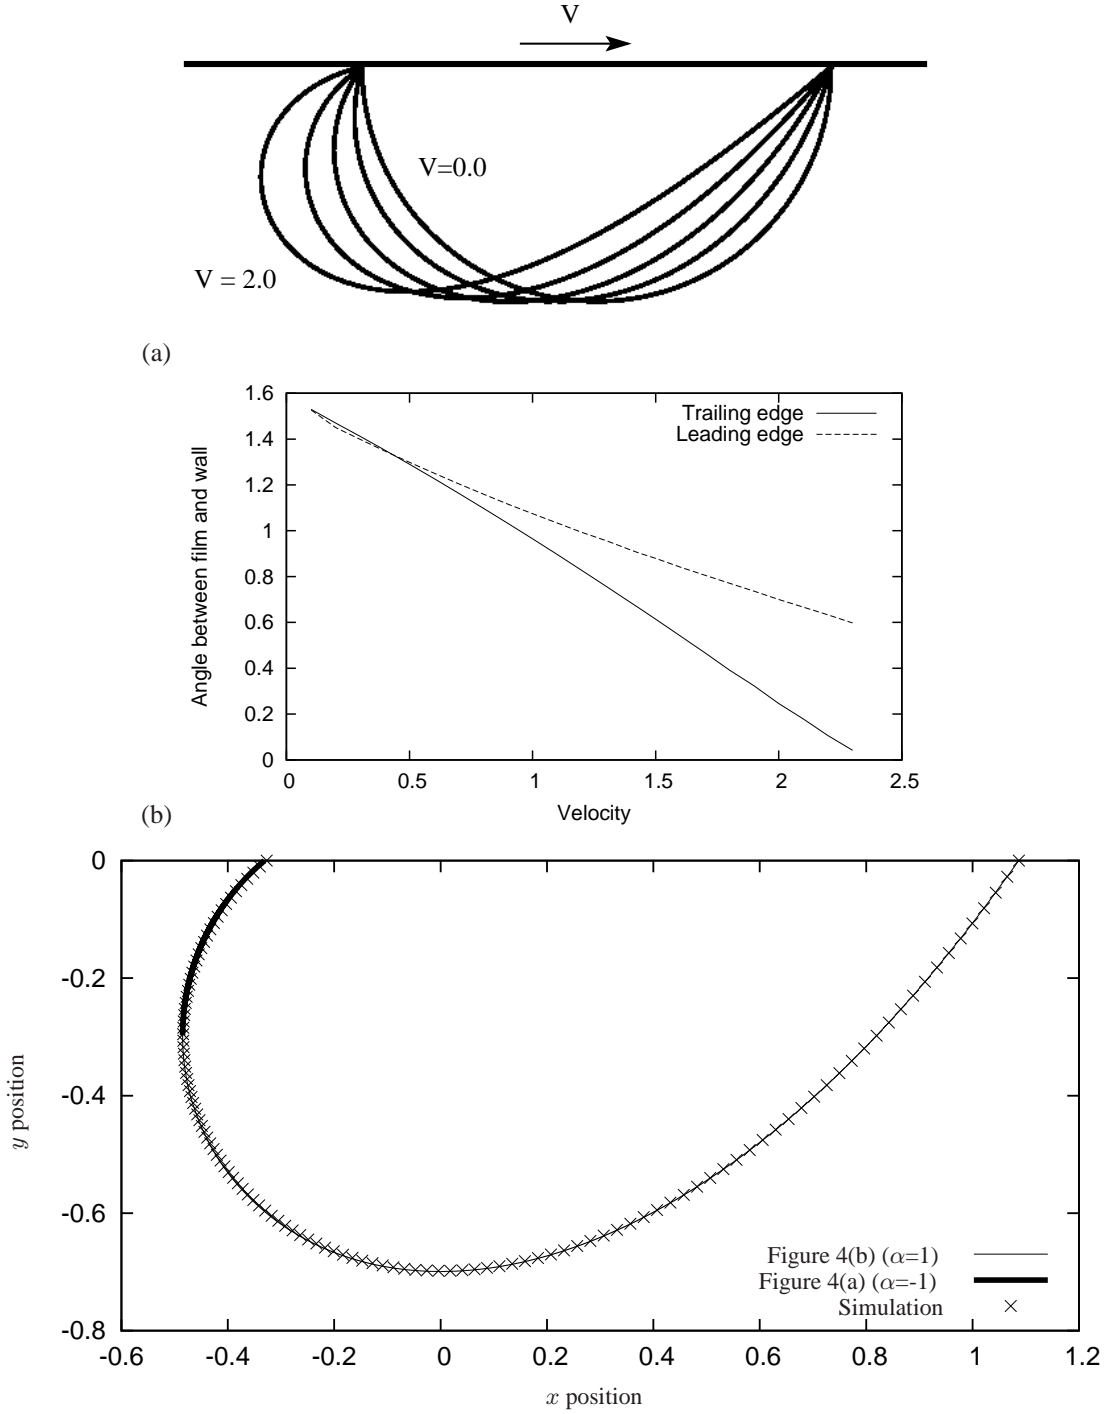 V
V=0.0
V = 2.0
(a)
1.6
1.4
1.2
1
0.8
0.6
0.4
0.2
0
0 0.5 1 1.5 2 2.5
Angle between film and wall
Velocity
Trailing edge
Leading edge
(b)
0
-0.2
-0.4
-0.6
-0.8
-0.6 -0.4 -0.2 0 0.2 0.4 0.6 0.8 1 1.2
y position
x position
Figure 4(b) (α=1)
Figure 4(a) (α=-1)
Simulation